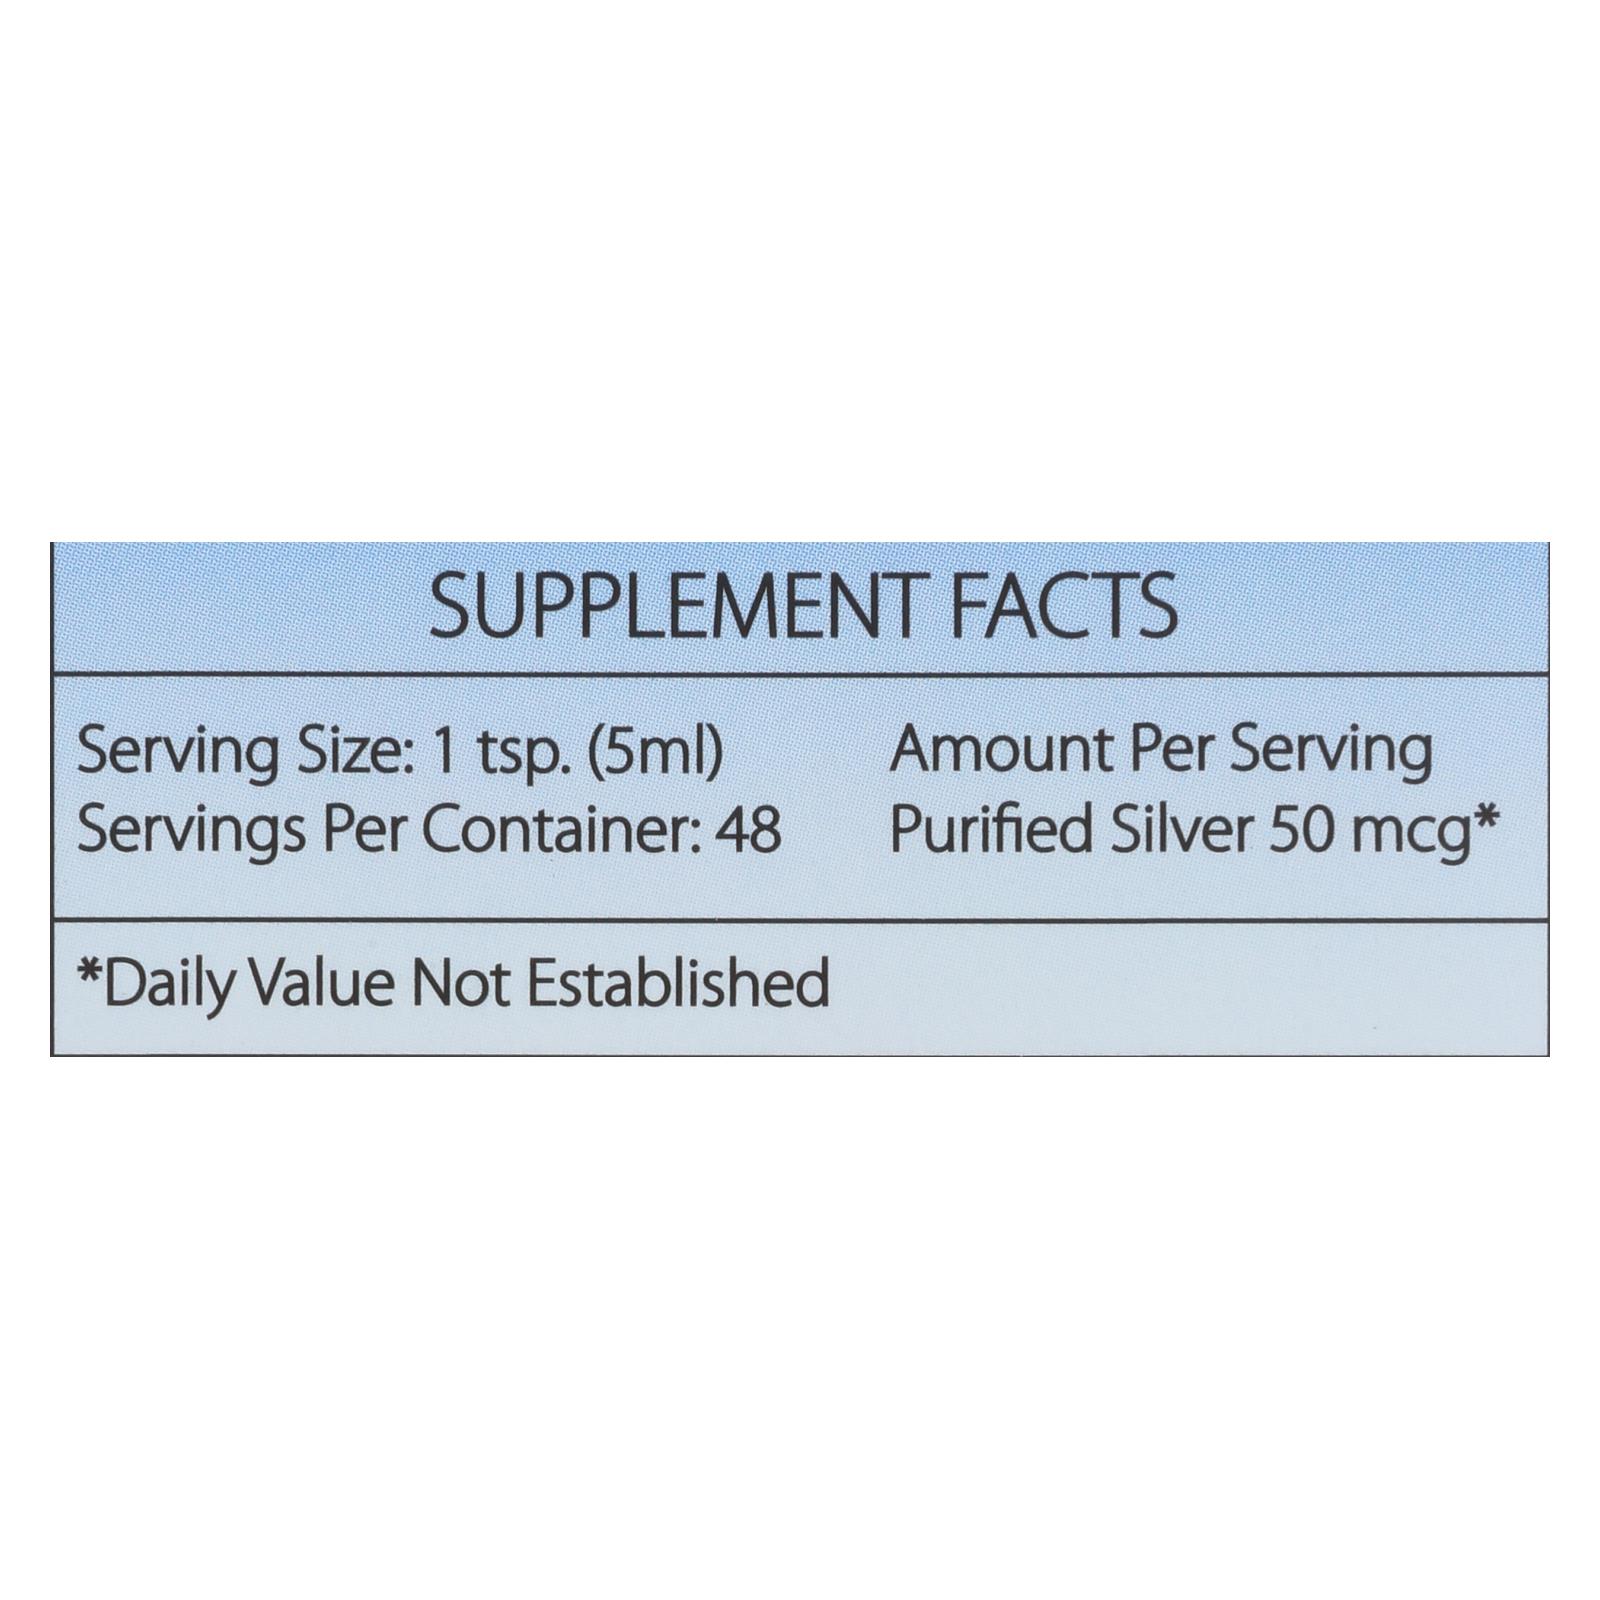 SUPPLEMENT FACTS
Serving Size: 1 tsp. (5ml)
Servings Per Container: 48
Amount Per Serving
Purified Silver 50 mcg*
*Daily Value Not Established